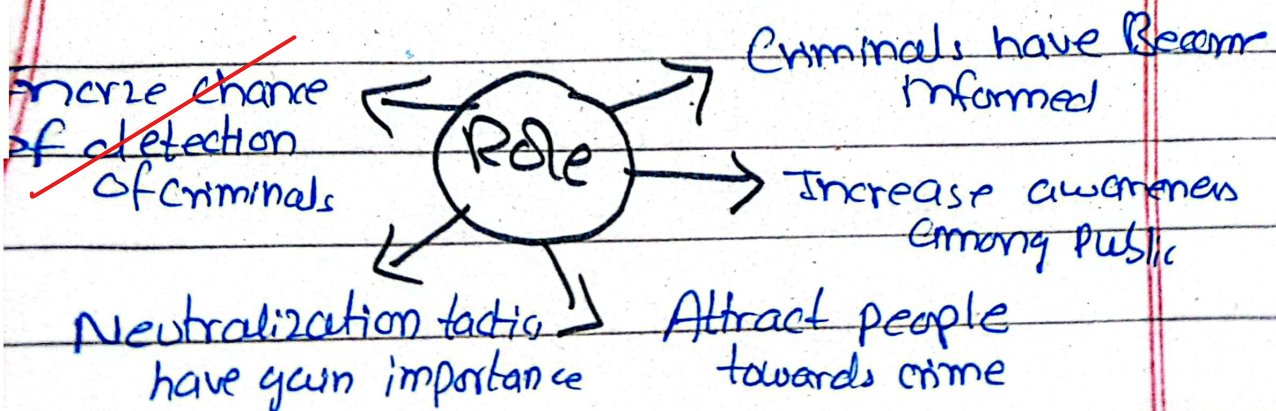 Role
Criminals have Become
informed
Increase awareness
among Public
Attract people
towards crime
Neutralization tactics
have gain importance
incrze chance
of detection
of criminals